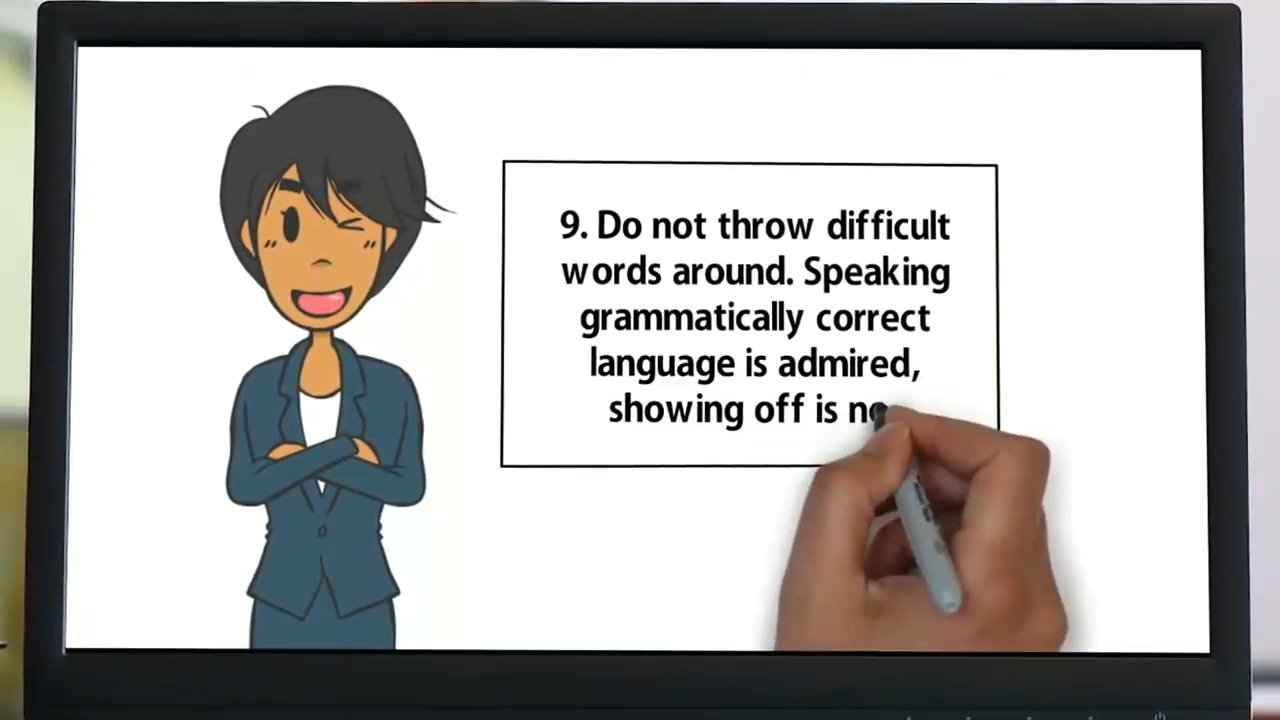 9. Do not throw difficult
words around. Speaking
grammatically correct
language is admired,
showing off is